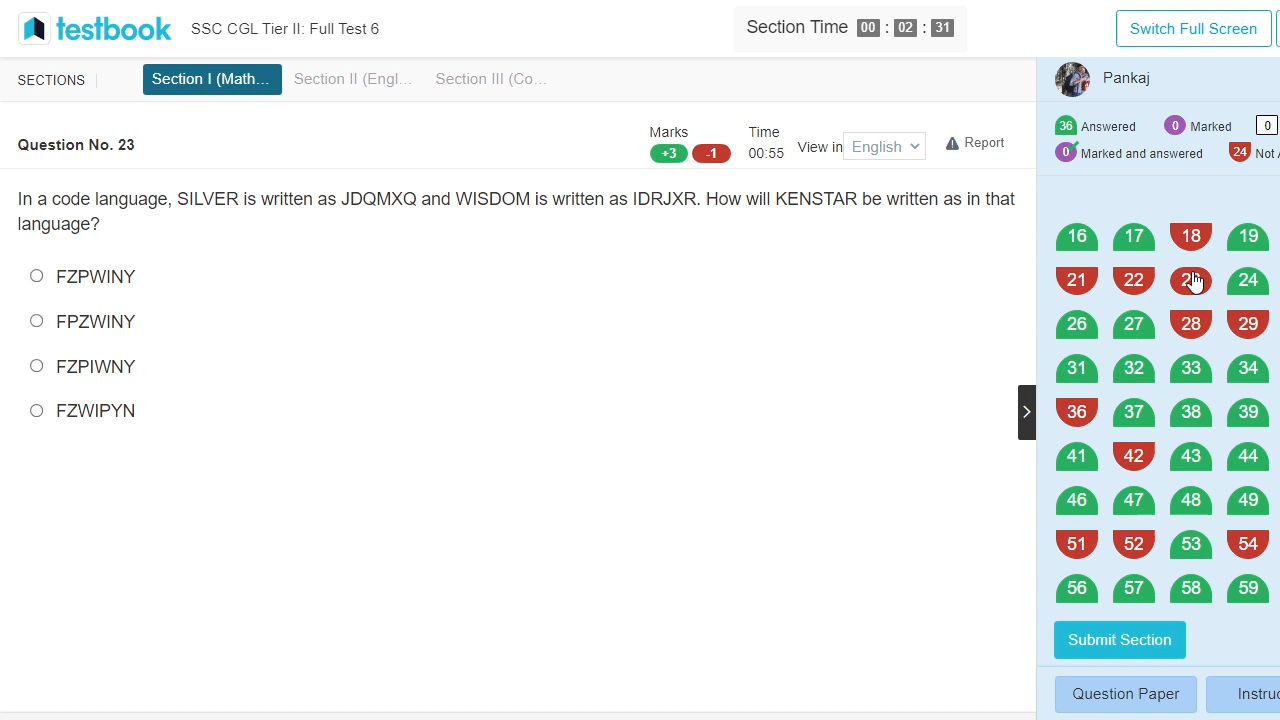 testbook
SSC CGL Tier II: Full Test 6
Section Time 00 : 02 : 31
Switch Full Screen
SECTIONS
Section I (Math...
Section II (Engl...
Section III (Co...
Pankaj
Question No. 23
Marks
+3 -1
Time
00:55
View in English
Report
36 Answered
0 Marked
0
0 Marked and answered
24 Not
In a code language, SILVER is written as JDQMXQ and WISDOM is written as IDRJXR. How will KENSTAR be written as in that
language?
FZPWINY
FPZWINY
FZPIWNY
FZWIPYN
16 17 18 19
21 22 24
26 27 28 29
31 32 33 34
36 37 38 39
41 42 43 44
46 47 48 49
51 52 53 54
56 57 58 59
Submit Section
Question Paper